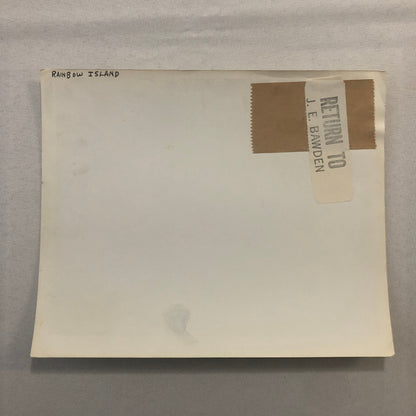 RAINBOW ISLAND
RETURN TO
J. E. BAWDEN